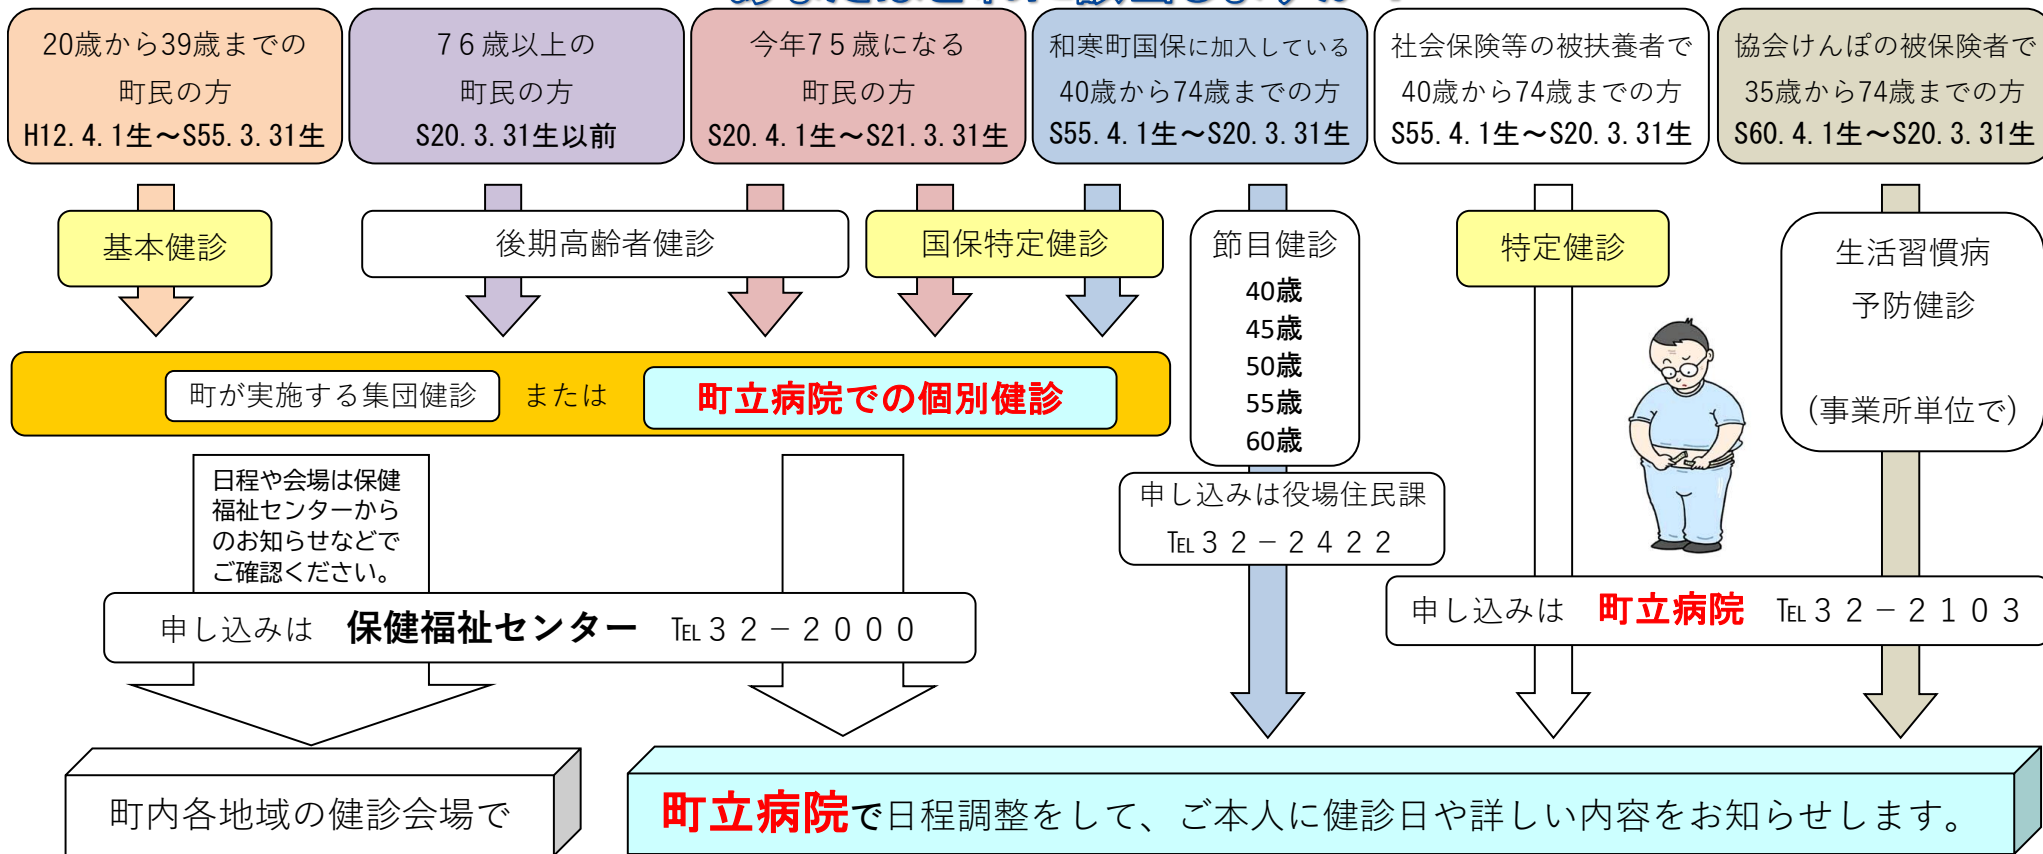 20歳から39歳までの
町民の方
H12.4.1生～S55.3.31生
７６歳以上の
町民の方
S20.3.31生以前
今年7５歳になる
町民の方
S20.4.1生～S21.3.31生
和寒町国保に加入している
40歳から74歳までの方
S55.4.1生～S20.3.31生
社会保険等の被扶養者で
40歳から74歳までの方
S55.4.1生～S20.3.31生
協会けんぽの被保険者で
35歳から74歳までの方
S60.4.1生～S20.3.31生
基本健診
後期高齢者健診
国保特定健診
節目健診
40歳
45歳
50歳
55歳
60歳
特定健診
生活習慣病
予防健診
(事業所単位で)
町が実施する集団健診 または 町立病院での個別健診
日程や会場は保健
福祉センターから
のお知らせなどで
ご確認ください。
申し込みは役場住民課
℡３２－２４２２
申し込みは 保健福祉センター ℡３２－２０００
申し込みは 町立病院 ℡３２－２１０３
町内各地域の健診会場で
町立病院で日程調整をして、ご本人に健診日や詳しい内容をお知らせします。